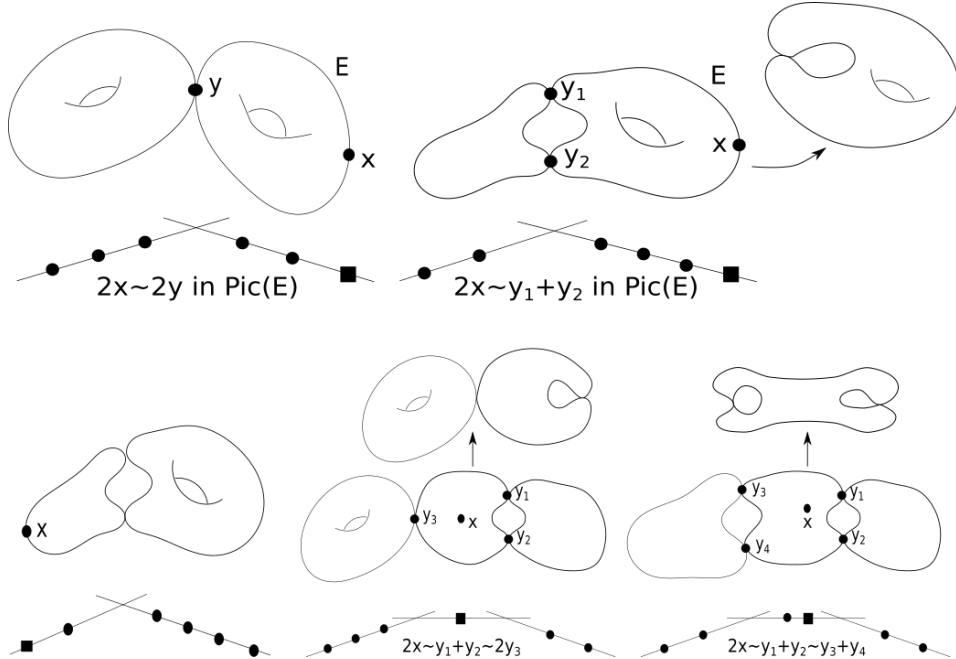 E
y
x
2x~2y in Pic(E)
E
y₁
x
y₂
2x~y₁+y₂ in Pic(E)
x
y₁
y₃
x
y₂
2x~y₁+y₂~2y₃
y₃
y₁
x
y₄
y₂
2x~y₁+y₂~y₃+y₄